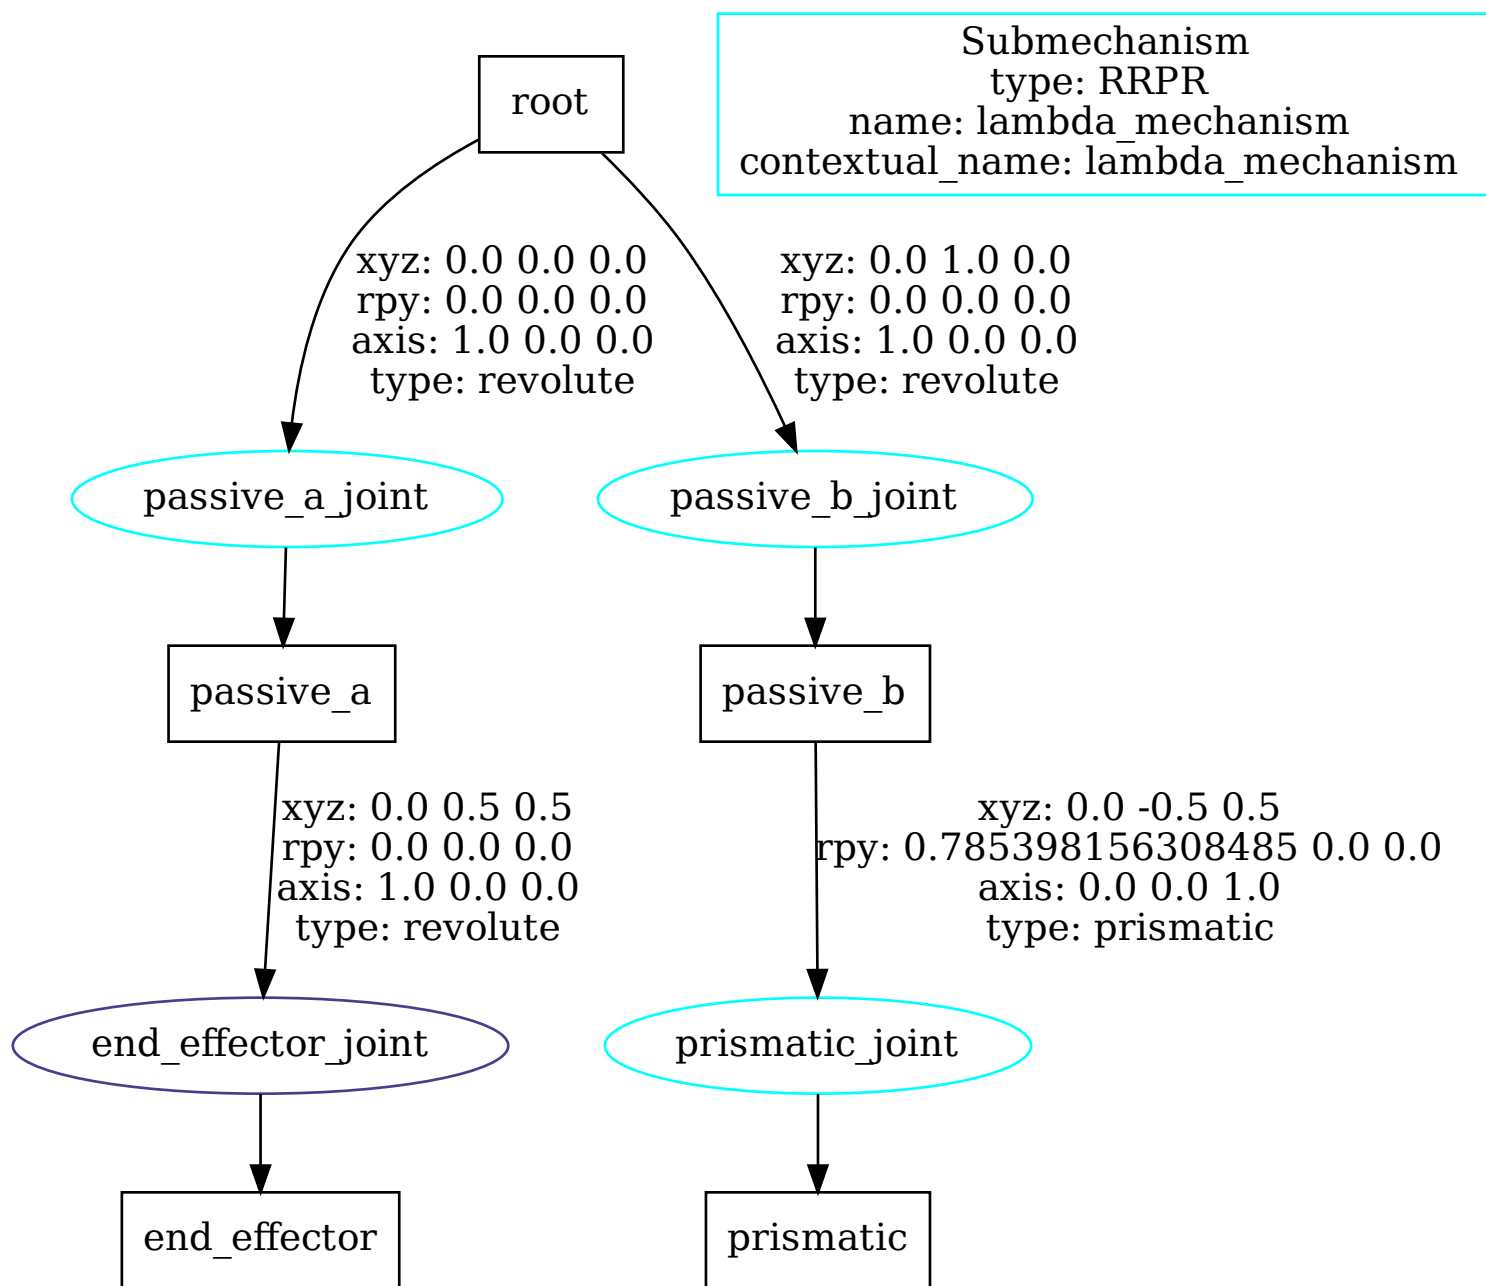 root
Submechanism
type: RRPR
name: lambda_mechanism
contextual_name: lambda_mechanism
xyz: 0.0 0.0 0.0
rpy: 0.0 0.0 0.0
axis: 1.0 0.0 0.0
type: revolute
xyz: 0.0 1.0 0.0
rpy: 0.0 0.0 0.0
axis: 1.0 0.0 0.0
type: revolute
passive_a_joint
passive_b_joint
passive_a
passive_b
xyz: 0.0 0.5 0.5
rpy: 0.0 0.0 0.0
axis: 1.0 0.0 0.0
type: revolute
xyz: 0.0 -0.5 0.5
rpy: 0.785398156308485 0.0 0.0
axis: 0.0 0.0 1.0
type: prismatic
end_effector_joint
prismatic_joint
end_effector
prismatic